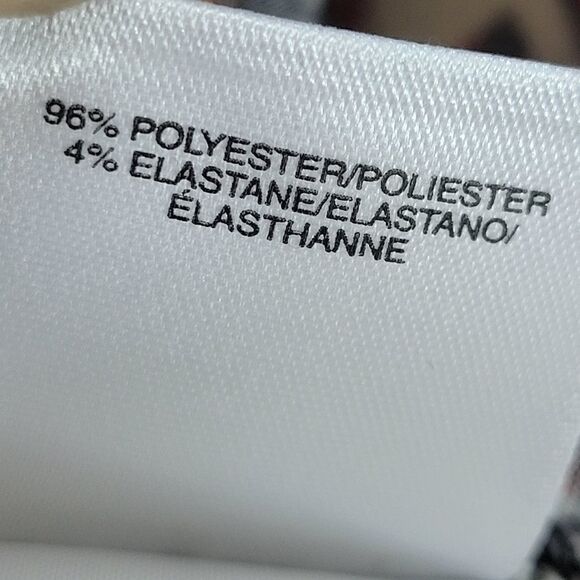 96% POLYESTER/POLIESTER
4% ELASTANE/ELASTANO/
ÉLASTHANNE